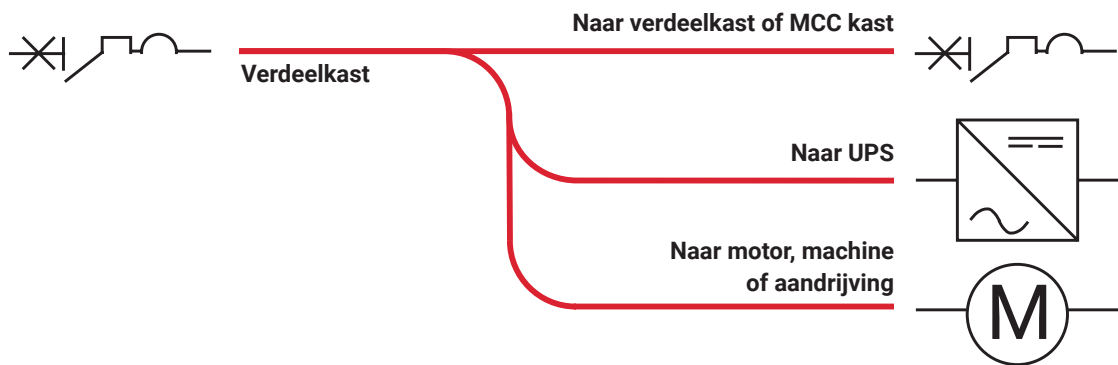 Naar verdeelkast of MCC kast
Verdeelkast
Naar UPS
Naar motor, machine
of aandrijving
M